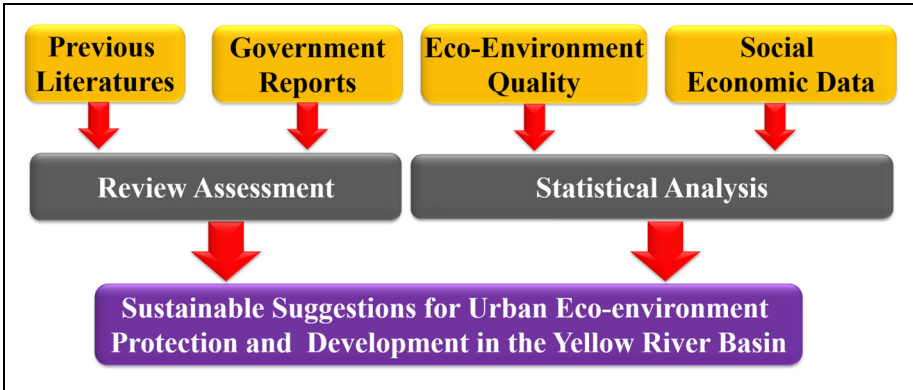 Previous
Literatures
Government
Reports
Eco-Environment
Quality
Social
Economic Data
Review Assessment
Statistical Analysis
Sustainable Suggestions for Urban Eco-environment
Protection and Development in the Yellow River Basin